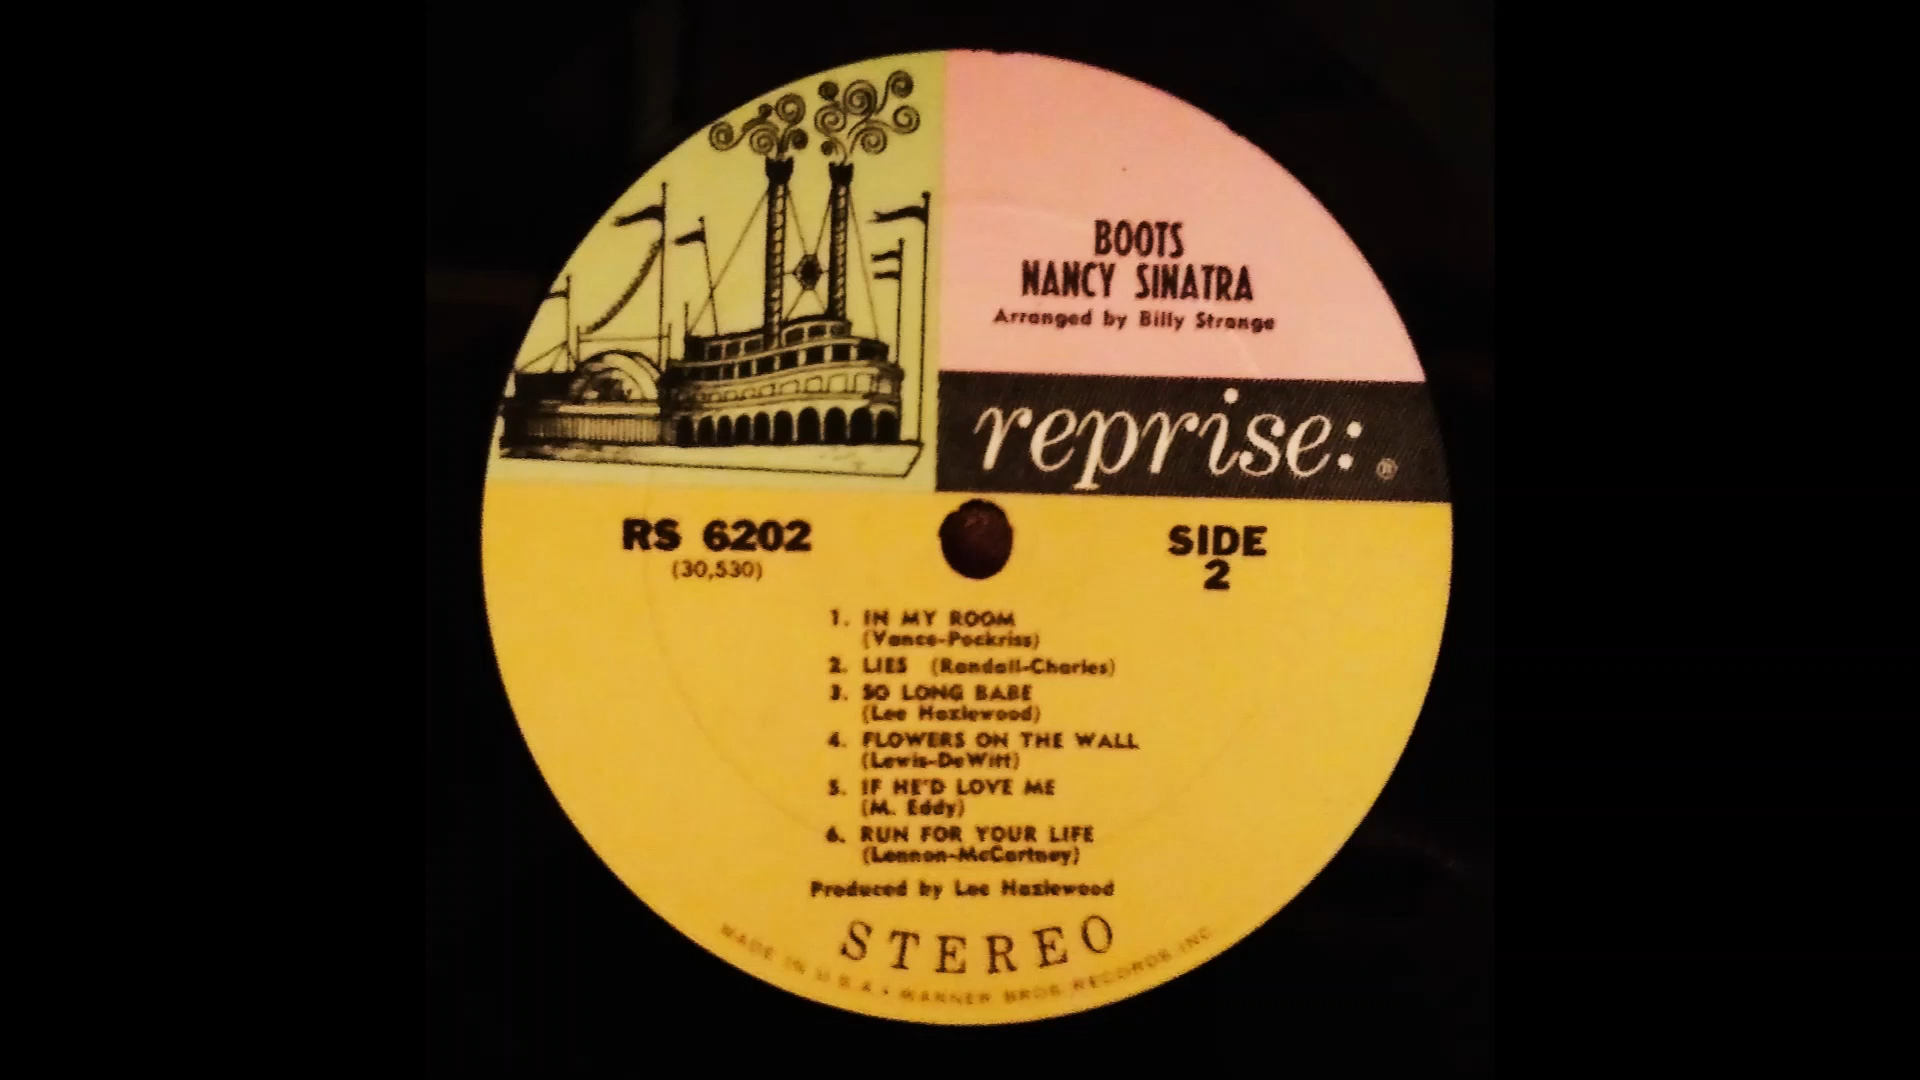 BOOTS
NANCY SINATRA
Arranged by Billy Strange
reprise:®
RS 6202
(30,530)
SIDE
2
1. IN MY ROOM
(Vance-Pockriss)
2. LIES (Randall-Charles)
3. SO LONG BABE
(Lee Hazlewood)
4. FLOWERS ON THE WALL
(Lewis-DeWitt)
5. IF HE'D LOVE ME
(M. Eddy)
6. RUN FOR YOUR LIFE
(Lennon-McCartney)
Produced by Lee Hazlewood
STEREO
MADE IN U.S.A. • WARNER BROS. RECORDS, INC.